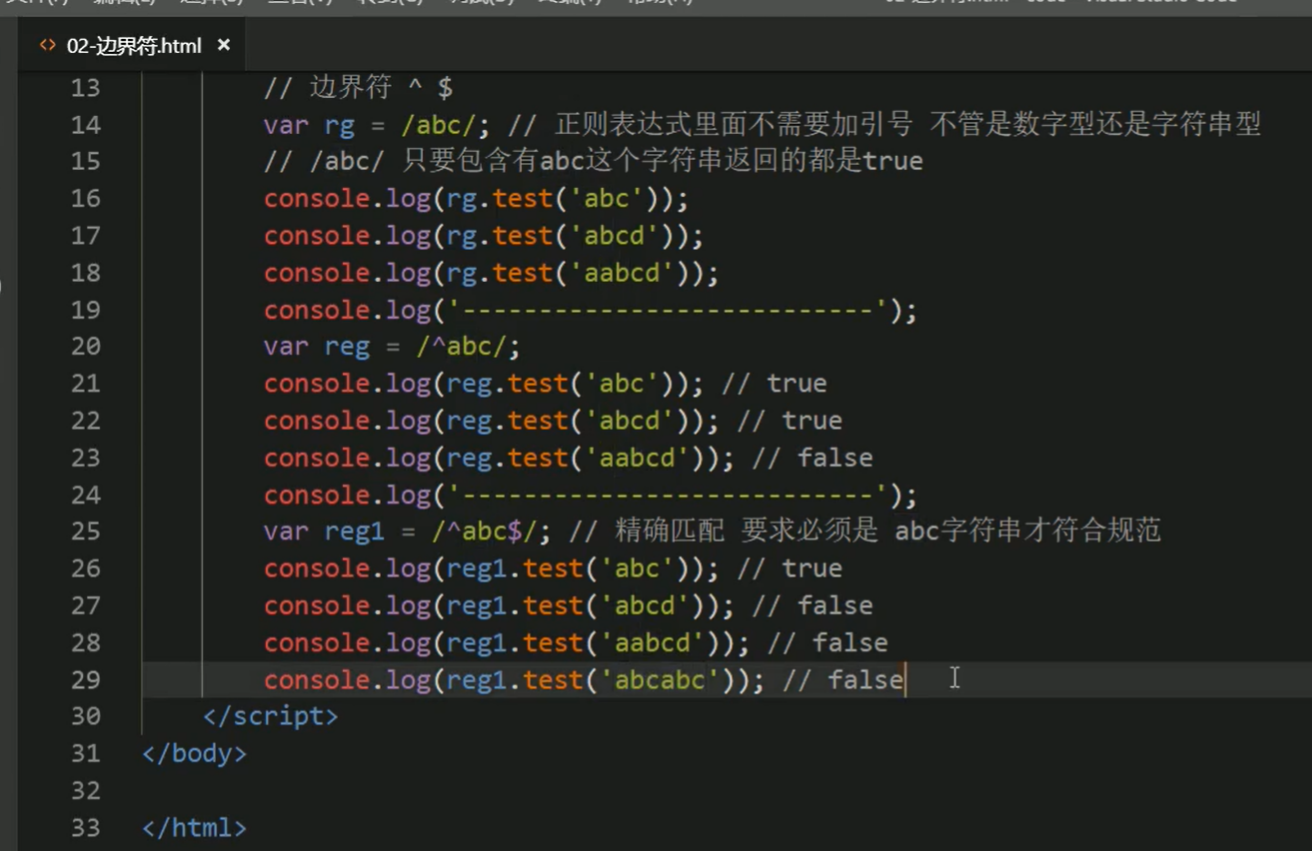 02-边界符.html ×
13 // 边界符 ^ $
14 var rg = /abc/; // 正则表达式里面不需要加引号 不管是数字型还是字符串型
15 // /abc/ 只要包含有abc这个字符串返回的都是true
16 console.log(rg.test('abc'));
17 console.log(rg.test('abcd'));
18 console.log(rg.test('aabcd'));
19 console.log('---------------------------');
20 var reg = /^abc/;
21 console.log(reg.test('abc')); // true
22 console.log(reg.test('abcd')); // true
23 console.log(reg.test('aabcd')); // false
24 console.log('---------------------------');
25 var reg1 = /^abc$/; // 精确匹配 要求必须是 abc字符串才符合规范
26 console.log(reg1.test('abc')); // true
27 console.log(reg1.test('abcd')); // false
28 console.log(reg1.test('aabcd')); // false
29 console.log(reg1.test('abcabc')); // false
30 </script>
31 </body>
32
33 </html>